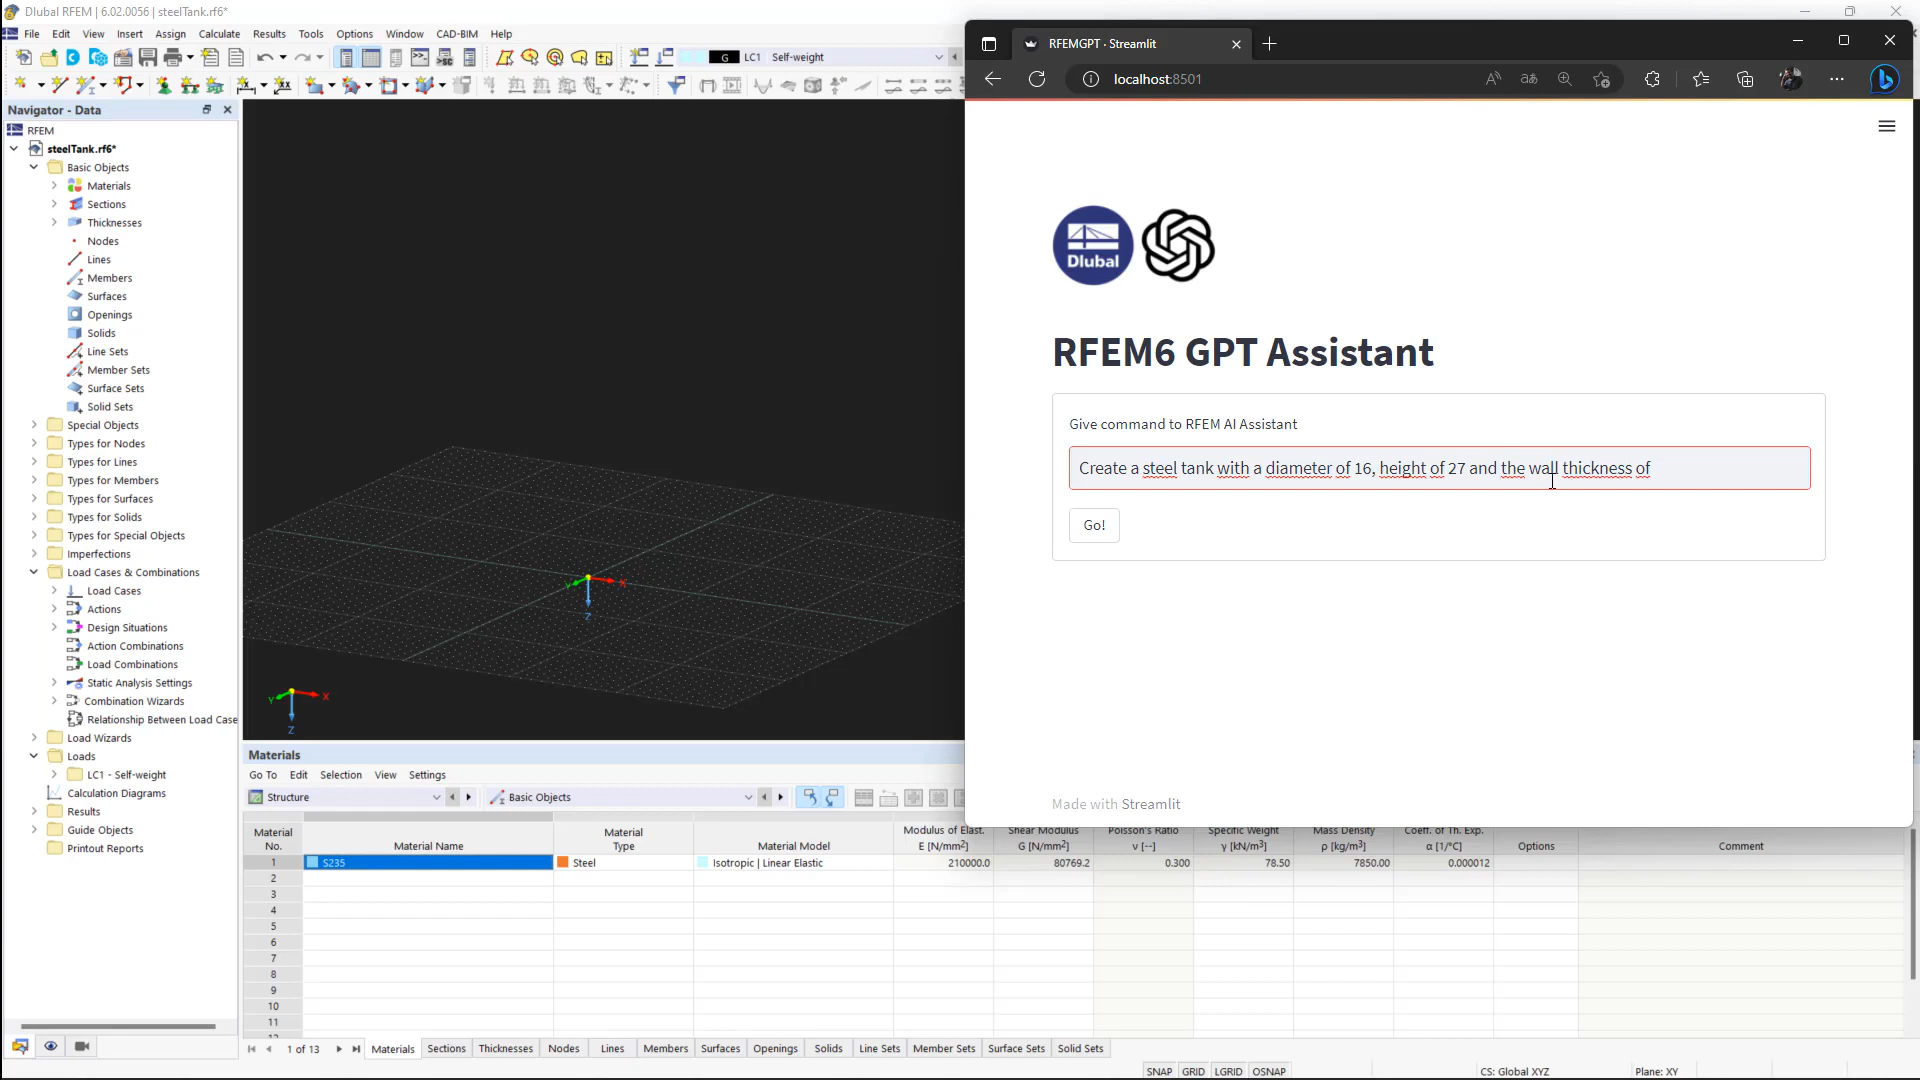 Dlubal RFEM | 6.02.0056 | steelTank.rf6*
File Edit View Insert Assign Calculate Results Tools Options Window CAD-BIM Help
G LC1 Self-weight
Navigator - Data
RFEM
steelTank.rf6*
Basic Objects
Materials
Sections
Thicknesses
Nodes
Lines
Members
Surfaces
Openings
Solids
Line Sets
Member Sets
Surface Sets
Solid Sets
Special Objects
Types for Nodes
Types for Lines
Types for Members
Types for Surfaces
Types for Solids
Types for Special Objects
Imperfections
Load Cases & Combinations
Load Cases
Actions
Design Situations
Action Combinations
Load Combinations
Static Analysis Settings
Combination Wizards
Relationship Between Load Case
Load Wizards
Loads
LC1 - Self-weight
Calculation Diagrams
Results
Guide Objects
Printout Reports
Y X
Z
Y X
Z
RFEMGPT · Streamlit
localhost:8501
Dlubal
RFEM6 GPT Assistant
Give command to RFEM AI Assistant
Create a steel tank with a diameter of 16, height of 27 and the wall thickness of
Go!
Made with Streamlit
Materials
Go To Edit Selection View Settings
Structure Basic Objects
Material No. Material Name Material Type Material Model Modulus of Elast. E [N/mm2] Shear Modulus G [N/mm2] Poisson's Ratio ν [--] Specific Weight γ [kN/m3] Mass Density ρ [kg/m3] Coeff. of Th. Exp. α [1/°C] Options Comment
1 S235 Steel Isotropic | Linear Elastic 210000.0 80769.2 0.300 78.50 7850.00 0.000012
2
3
4
5
6
7
8
9
10
11
1 of 13 Materials Sections Thicknesses Nodes Lines Members Surfaces Openings Solids Line Sets Member Sets Surface Sets Solid Sets
SNAP GRID LGRID OSNAP CS: Global XYZ Plane: XY